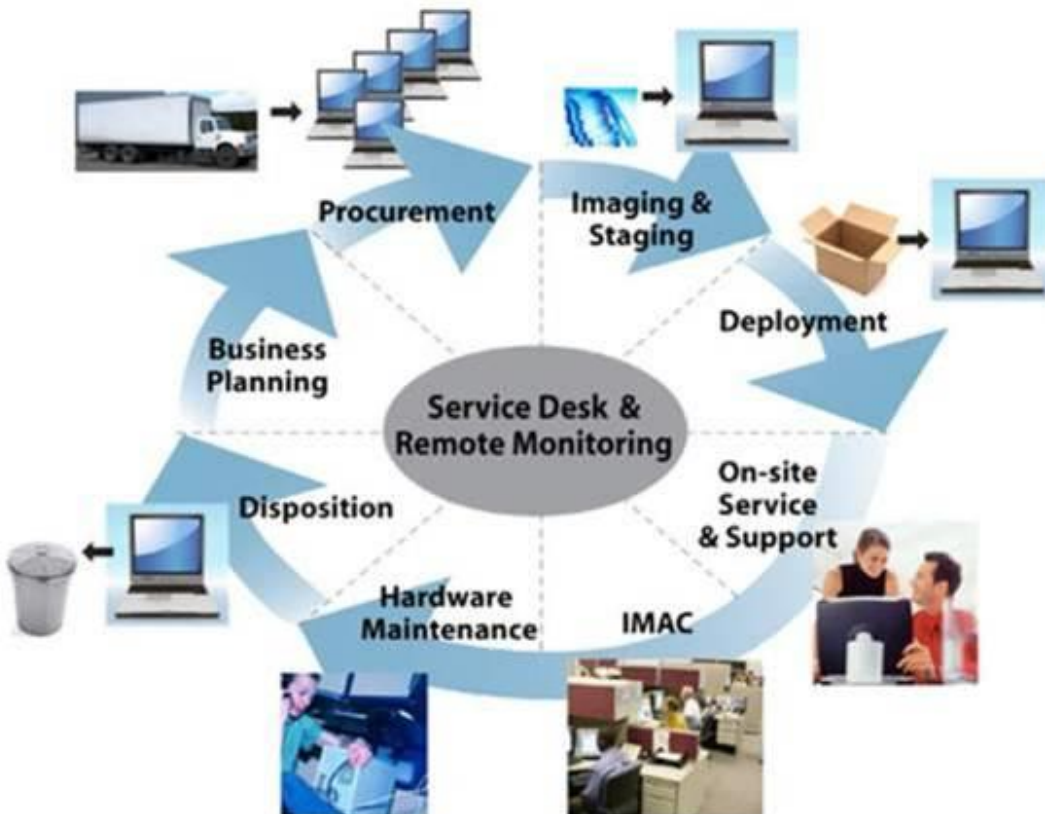 Procurement
Imaging &
Staging
Deployment
Business
Planning
Service Desk &
Remote Monitoring
On-site
Service
& Support
Disposition
Hardware
Maintenance
IMAC